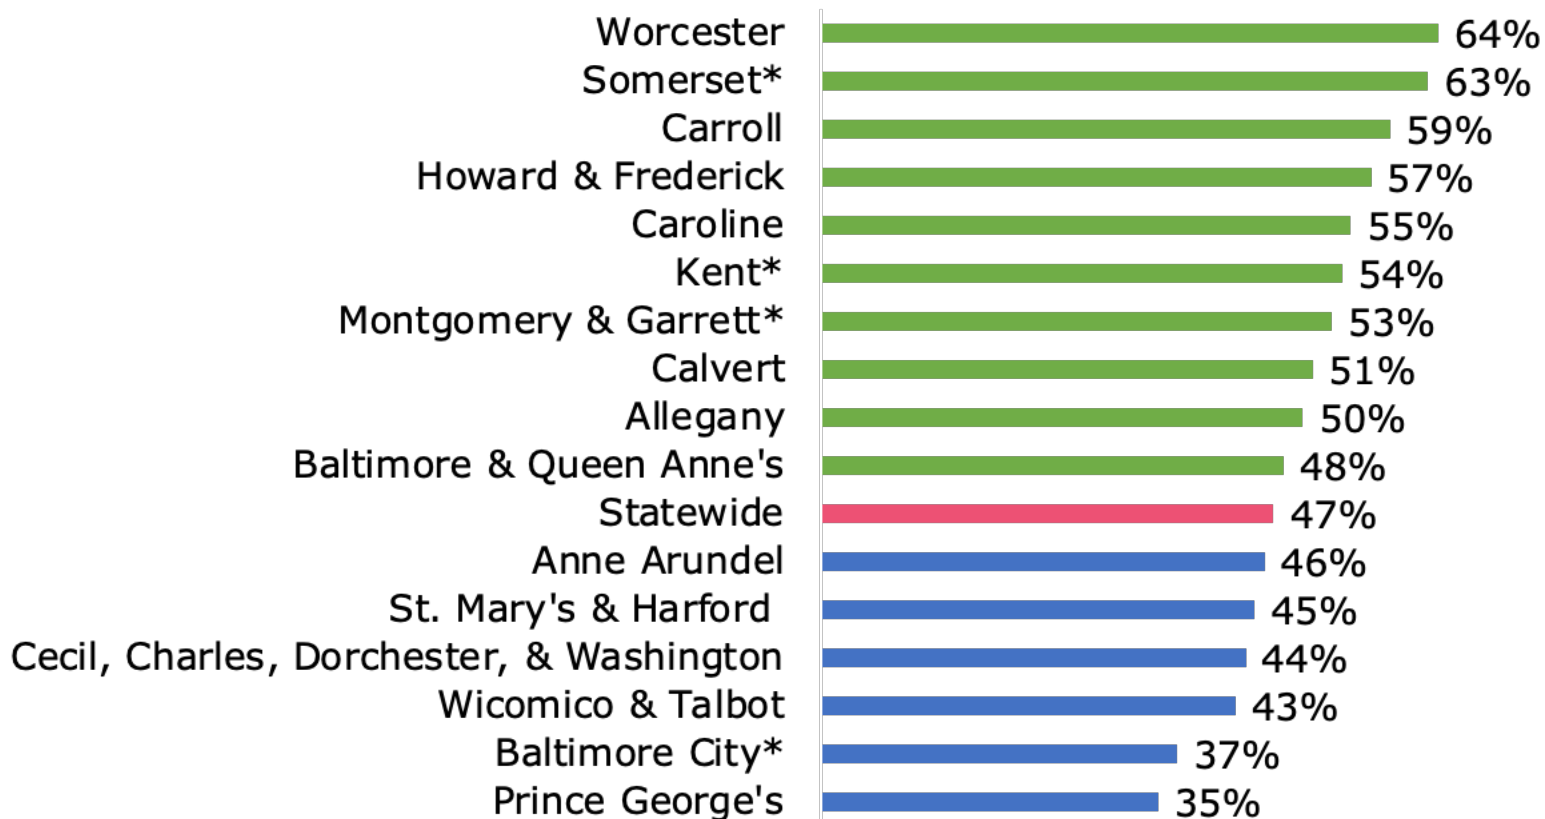 Worcester 64%
Somerset* 63%
Carroll 59%
Howard & Frederick 57%
Caroline 55%
Kent* 54%
Montgomery & Garrett* 53%
Calvert 51%
Allegany 50%
Baltimore & Queen Anne's 48%
Statewide 47%
Anne Arundel 46%
St. Mary's & Harford 45%
Cecil, Charles, Dorchester, & Washington 44%
Wicomico & Talbot 43%
Baltimore City* 37%
Prince George's 35%